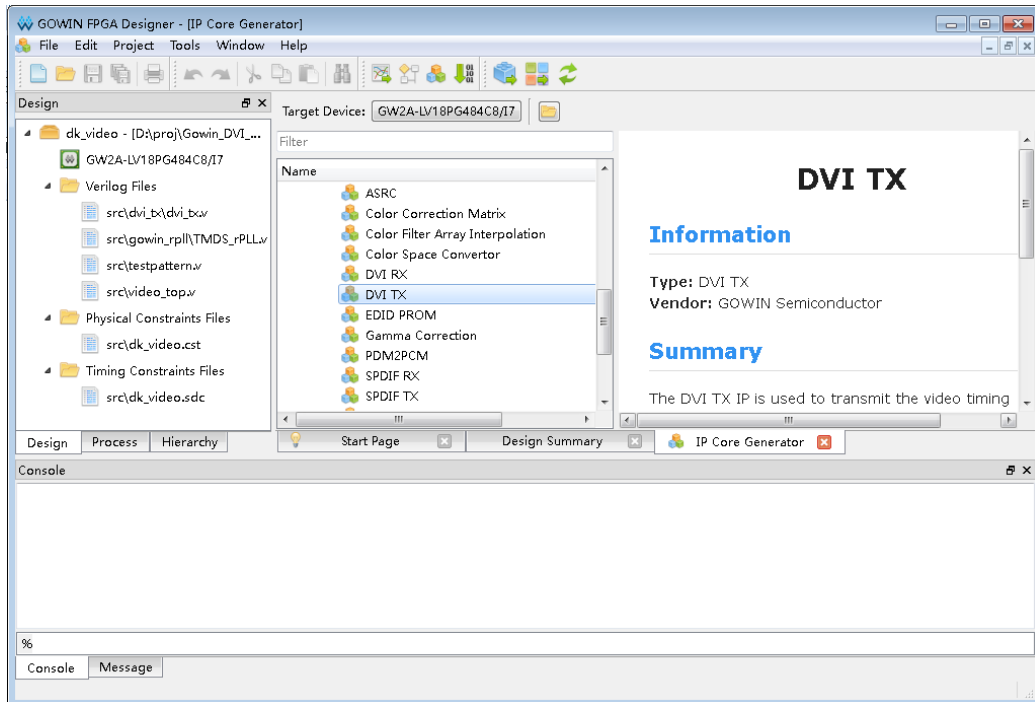 GOWIN FPGA Designer - [IP Core Generator]
File Edit Project Tools Window Help
Design
Target Device: GW2A-LV18PG484C8/I7
dk_video - [D:\proj\Gowin_DVI_...
GW2A-LV18PG484C8/I7
Verilog Files
src\dvi_tx\dvi_tx.v
src\gowin_rpll\TMDS_rPLL.v
src\testpattern.v
src\video_top.v
Physical Constraints Files
src\dk_video.cst
Timing Constraints Files
src\dk_video.sdc
Design Process Hierarchy
Filter
Name
ASRC
Color Correction Matrix
Color Filter Array Interpolation
Color Space Convertor
DVI RX
DVI TX
EDID PROM
Gamma Correction
PDM2PCM
SPDIF RX
SPDIF TX
DVI TX
Information
Type: DVI TX
Vendor: GOWIN Semiconductor
Summary
The DVI TX IP is used to transmit the video timing
Start Page Design Summary IP Core Generator
Console
%
Console Message